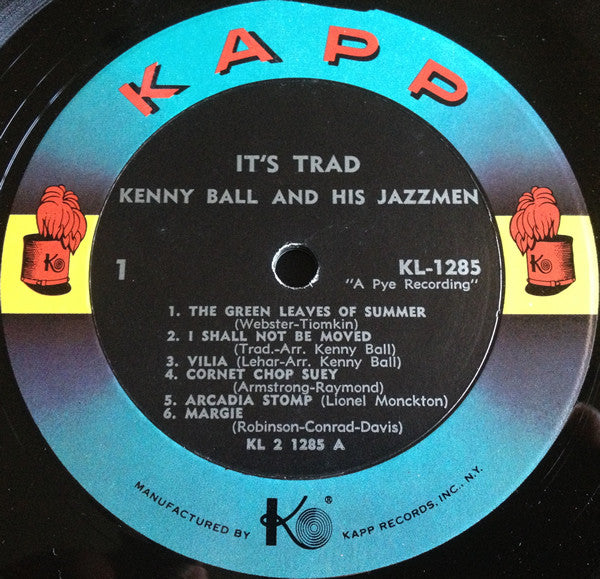 KAPP
IT'S TRAD
KENNY BALL AND HIS JAZZMEN
1
KL-1285
"A Pye Recording"
1. THE GREEN LEAVES OF SUMMER
(Webster-Tiomkin)
2. I SHALL NOT BE MOVED
(Trad.-Arr. Kenny Ball)
3. VILIA (Lehar-Arr. Kenny Ball)
4. CORNET CHOP SUEY
(Armstrong-Raymond)
5. ARCADIA STOMP (Lionel Monckton)
6. MARGIE
(Robinson-Conrad-Davis)
KL 2 1285 A
K
K
MANUFACTURED BY K ® KAPP RECORDS, INC., N.Y.